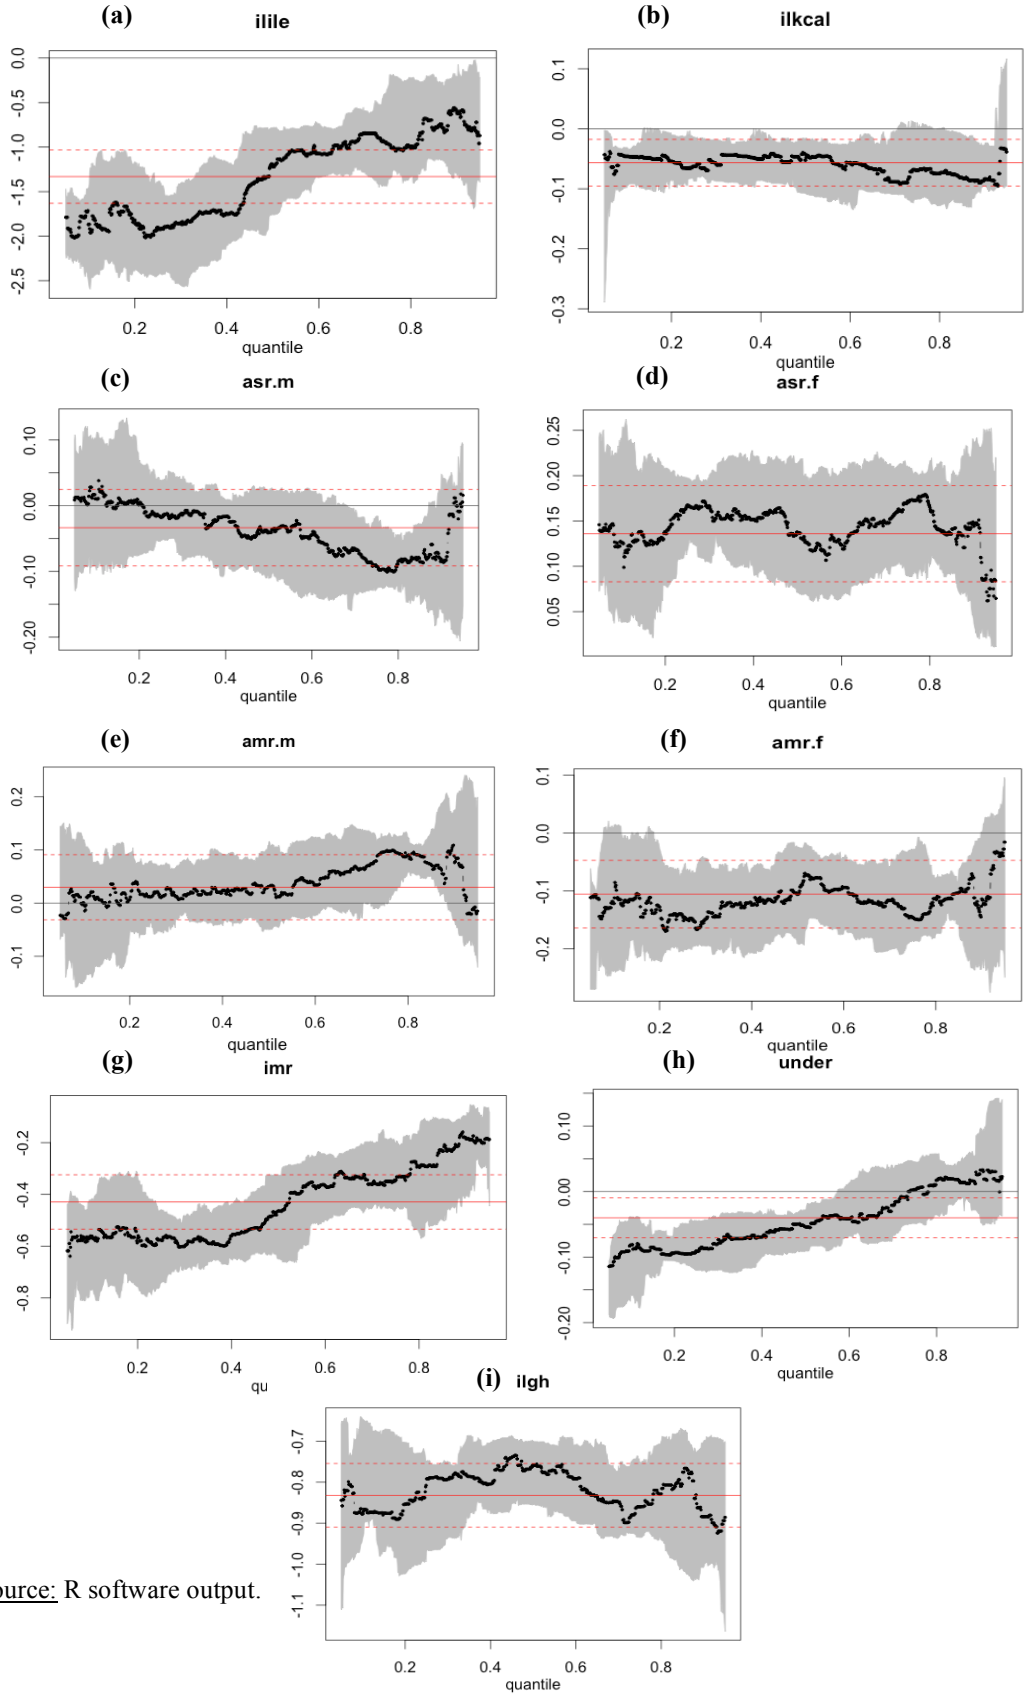 (a) (b)
ilile ilkcal
0.0 -0.5 -1.0 -1.5 -2.0 -2.5
0.1 0.0 -0.1 -0.2 -0.3
0.2 0.4 0.6 0.8
0.2 0.4 0.6 0.8
quantile quantile
(c) (d)
asr.m asr.f
0.10 0.00 -0.10 -0.20
0.25 0.20 0.15 0.10 0.05
0.2 0.4 0.6 0.8
0.2 0.4 0.6 0.8
quantile quantile
(e) (f)
amr.m amr.f
0.2 0.1 0.0 -0.1
0.1 0.0 -0.1 -0.2
0.2 0.4 0.6 0.8
0.2 0.4 0.6 0.8
quantile quantile
(g) (h)
imr under
-0.2 -0.4 -0.6 -0.8
0.10 0.00 -0.10 -0.20
0.2 0.4 0.6 0.8
0.2 0.4 0.6 0.8
qu quantile
(i) ilgh
-0.7 -0.8 -0.9 -1.0 -1.1
ource: R software output.
0.2 0.4 0.6 0.8
quantile